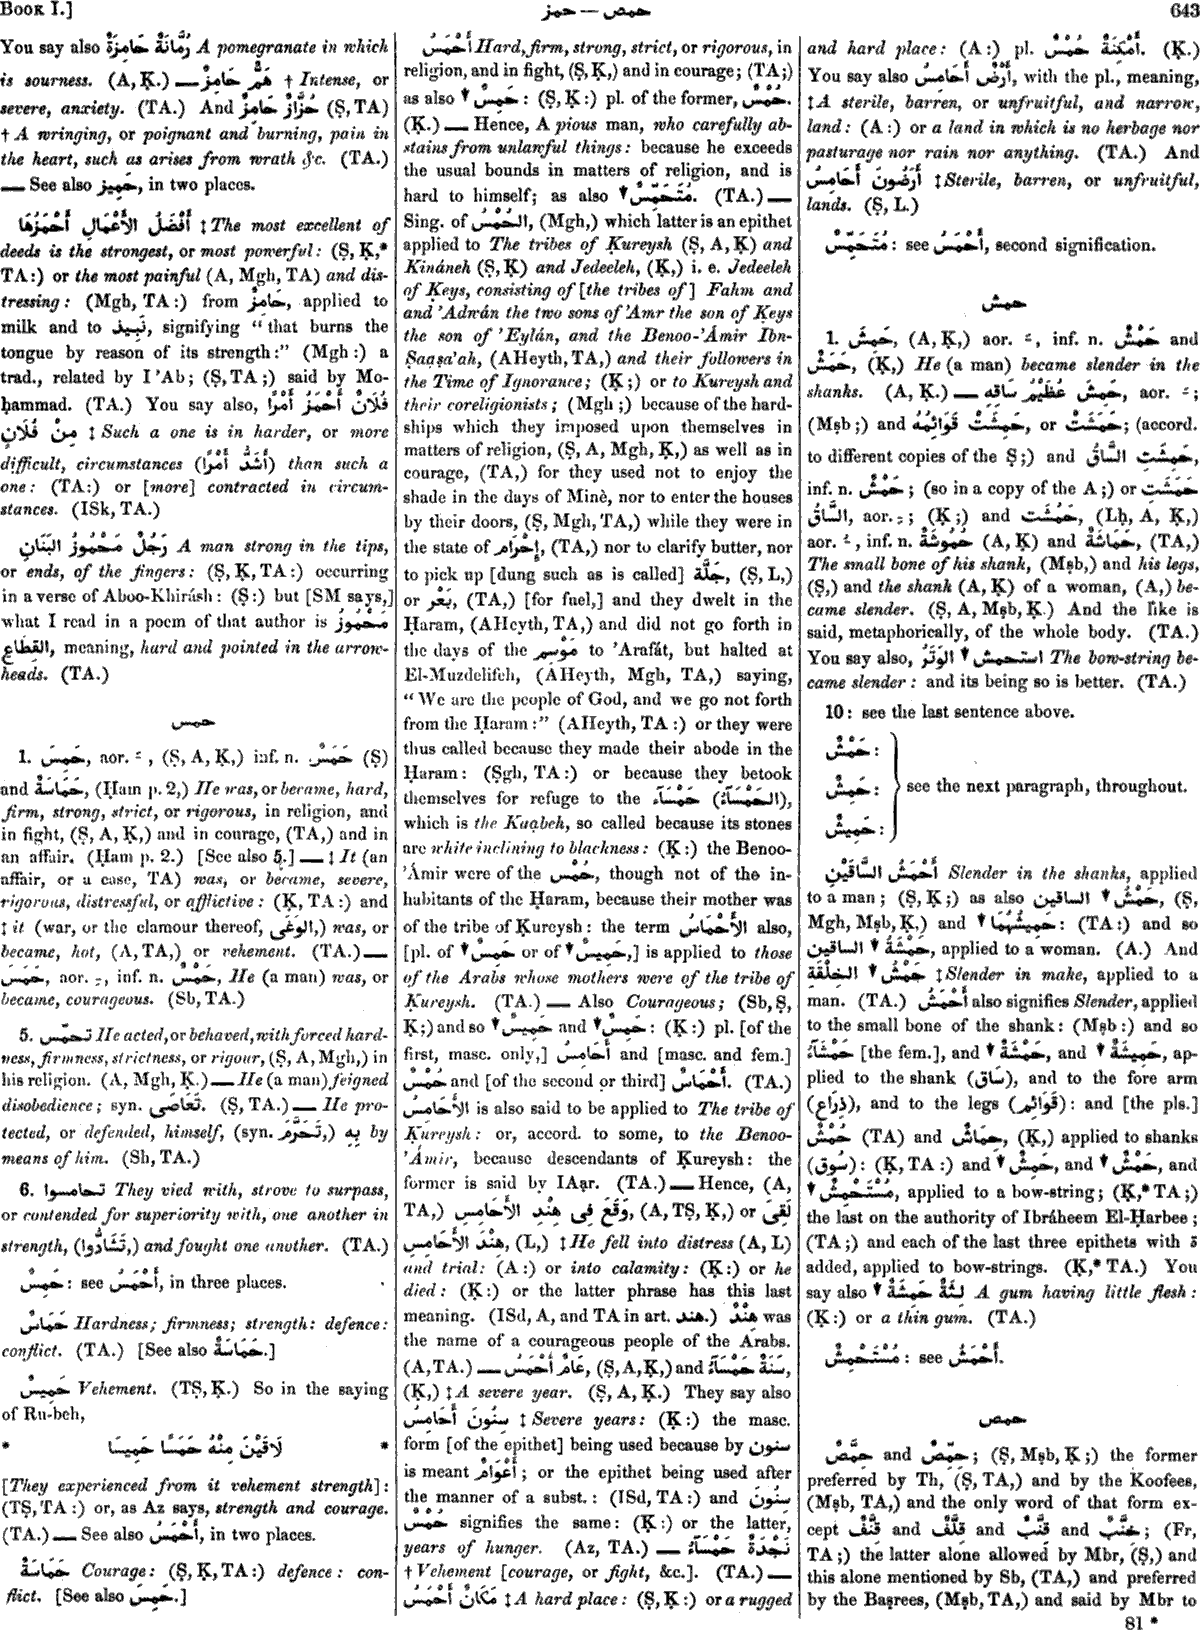 Book I.] حمز — حمص 643
You say also رُمَّانَةٌ حَامِزَةٌ A pomegranate in which
is sourness. (A, Ḳ.) — هَمٌّ حَامِزٌ † Intense, or
severe, anxiety. (TA.) And حُزَّازٌ حَامِزٌ (Ṣ, TA)
† A wringing, or poignant and burning, pain in
the heart, such as arises from wrath &c. (TA.)
— See also حَمِيز, in two places.
أَفْضَلُ الأَعْمَالِ أَحْمَزُهَا ‡ The most excellent of
deeds is the strongest, or most powerful: (Ṣ, Ḳ,*
TA:) or the most painful (A, Mgh, TA) and dis-
tressing: (Mgh, TA:) from حَامِزٌ, applied to
milk and to نَبِيذ, signifying “that burns the
tongue by reason of its strength:” (Mgh:) a
trad., related by I ’Ab; (Ṣ, TA;) said by Mo-
ḥammad. (TA.) You say also, فُلَانٌ أَحْمَزُ أَمْرًا
مِنْ فُلَانٍ ‡ Such a one is in harder, or more
difficult, circumstances (أَشَدُّ أَمْرًا) than such a
one: (TA:) or [more] contracted in circum-
stances. (ISk, TA.)
رَجُلٌ مَحْمُوزُ البَنَانِ A man strong in the tips,
or ends, of the fingers: (Ṣ, Ḳ, TA:) occurring
in a verse of Aboo-Khirásh: (Ṣ:) but [SM says,]
what I read in a poem of that author is مَحْمُوزُ
القِطَاعِ, meaning, hard and pointed in the arrow-
heads. (TA.)
حمس
1. حَمِسَ, aor. ـَ, (Ṣ, A, Ḳ,) inf. n. حَمَسٌ (Ṣ)
and حَمَاسَةٌ, (Ḥam p. 2,) He was, or became, hard,
firm, strong, strict, or rigorous, in religion, and
in fight, (Ṣ, A, Ḳ,) and in courage, (TA,) and in
an affair. (Ḥam p. 2.) [See also 5.] — ‡ It (an
affair, or a case, TA) was, or became, severe,
rigorous, distressful, or afflictive: (Ḳ, TA:) and
‡ it (war, or the clamour thereof, الوَغَى,) was, or
became, hot, (A, TA,) or vehement. (TA.) —
حَمَسَ, aor. ـِ, inf. n. حَمْسٌ, He (a man) was, or
became, courageous. (Sb, TA.)
5. تحمّس He acted, or behaved, with forced hard-
ness, firmness, strictness, or rigour, (Ṣ, A, Mgh,) in
his religion. (A, Mgh, Ḳ.) — He (a man) feigned
disobedience; syn. تَعَاصَى. (Ṣ, TA.) — He pro-
tected, or defended, himself, (syn. تَحَرَّمَ,) بِهِ by
means of him. (Sh, TA.)
6. تحامسوا They vied with, strove to surpass,
or contended for superiority with, one another in
strength, (تَشَادُّوا,) and fought one another. (TA.)
حَمِسٌ: see أَحْمَسُ, in three places.
حَمَاسٌ Hardness; firmness; strength: defence:
conflict. (TA.) [See also حَمَاسَةٌ.]
حَمِيسٌ Vehement. (TṢ, Ḳ.) So in the saying
of Ru-beh,
* لَاقَيْنَ مِنْهُ حَمَسًا حَمِيسَا *
[They experienced from it vehement strength]:
(TṢ, TA:) or, as Az says, strength and courage.
(TA.) — See also أَحْمَسُ, in two places.
حَمَاسَةٌ Courage: (Ṣ, Ḳ, TA:) defence: con-
flict. [See also حَمِسَ.]
أَحْمَسُ Hard, firm, strong, strict, or rigorous, in
religion, and in fight, (Ṣ, Ḳ,) and in courage; (TA;)
as also ▼ حَمِسٌ: (Ṣ, Ḳ:) pl. of the former, حُمْسٌ.
(Ḳ.) — Hence, A pious man, who carefully ab-
stains from unlawful things: because he exceeds
the usual bounds in matters of religion, and is
hard to himself; as also ▼ مُتَحَمِّسٌ. (TA.) —
Sing. of الحُمْسُ, (Mgh,) which latter is an epithet
applied to The tribes of Ḳureysh (Ṣ, A, Ḳ) and
Kináneh (Ṣ, Ḳ) and Jedeeleh, (Ḳ,) i. e. Jedeeleh
of Ḳeys, consisting of [the tribes of] Fahm and
and ’Adwán the two sons of ’Amr the son of Ḳeys
the son of ’Eylán, and the Benoo-’Ámir Ibn-
Ṣaạṣa’ah, (AHeyth, TA,) and their followers in
the Time of Ignorance; (Ḳ;) or to Ḳureysh and
their coreligionists; (Mgh;) because of the hard-
ships which they imposed upon themselves in
matters of religion, (Ṣ, A, Mgh, Ḳ,) as well as in
courage, (TA,) for they used not to enjoy the
shade in the days of Minè, nor to enter the houses
by their doors, (Ṣ, Mgh, TA,) while they were in
the state of إِحْرَام, (TA,) nor to clarify butter, nor
to pick up [dung such as is called] جَلَّة, (Ṣ, L,)
or بَعْر, (TA,) [for fuel,] and they dwelt in the
Ḥaram, (AHeyth, TA,) and did not go forth in
the days of the مَوْسِم to ’Arafát, but halted at
El-Muzdelifeh, (AHeyth, Mgh, TA,) saying,
“We are the people of God, and we go not forth
from the Ḥaram:” (AHeyth, TA:) or they were
thus called because they made their abode in the
Ḥaram: (Ṣgh, TA:) or because they betook
themselves for refuge to the حَمْسَآء (الحَمْسَآءُ),
which is the Kaạbeh, so called because its stones
are white inclining to blackness: (Ḳ:) the Benoo-
’Ámir were of the حُمْس, though not of the in-
habitants of the Ḥaram, because their mother was
of the tribe of Ḳureysh: the term الأَحْمَاسُ also,
[pl. of ▼ حَمِسٌ or of ▼ حَمِيسٌ,] is applied to those
of the Arabs whose mothers were of the tribe of
Ḳureysh. (TA.) — Also Courageous; (Sb, Ṣ,
Ḳ;) and so ▼ حَمِيسٌ and ▼ حَمِسٌ: (Ḳ:) pl. [of the
first, masc. only,] أَحَامِسُ and [masc. and fem.]
حُمْسٌ and [of the second or third] أَحْمَاسٌ. (TA.)
الأَحَامِسُ is also said to be applied to The tribe of
Ḳureysh: or, accord. to some, to the Benoo-
’Ámir, because descendants of Ḳureysh: the
former is said by IAạr. (TA.) — Hence, (A,
TA,) وَقَعَ فِى هِنْدِ الأَحَامِسِ, (A, TṢ, Ḳ,) or لَقِىَ
هِنْدَ الأَحَامِسِ, (L,) ‡ He fell into distress (A, L)
and trial: (A:) or into calamity: (Ḳ:) or he
died: (Ḳ:) or the latter phrase has this last
meaning. (ISd, A, and TA in art. هند.) هِنْدٌ was
the name of a courageous people of the Arabs.
(A, TA.) — عَامٌ أَحْمَسُ, (Ṣ, A, Ḳ,) and سَنَةٌ حَمْسَآءُ,
(Ḳ,) ‡ A severe year. (Ṣ, A, Ḳ.) They say also
سِنُونَ أَحَامِسُ ‡ Severe years: (Ḳ:) the masc.
form [of the epithet] being used because by سنون
is meant أَعْوَامٌ; or the epithet being used after
the manner of a subst.: (ISd, TA:) and سِنُونَ
حُمْسٌ signifies the same: (Ḳ:) or the latter,
years of hunger. (Az, TA.) — نَجْدَةٌ حَمْسَآءُ
† Vehement [courage, or fight, &c.]. (TA.) —
مَكَانٌ أَحْمَسُ ‡ A hard place: (Ṣ, Ḳ:) or a rugged
and hard place: (A:) pl. أَمْكِنَةٌ حُمْسٌ. (Ḳ.)
You say also أَرْضٌ أَحَامِسُ, with the pl., meaning,
‡ A sterile, barren, or unfruitful, and narrow,
land: (A:) or a land in which is no herbage nor
pasturage nor rain nor anything. (TA.) And
أَرَضُونَ أَحَامِسُ ‡ Sterile, barren, or unfruitful,
lands. (Ṣ, L.)
مُتَحَمِّسٌ: see أَحْمَسُ, second signification.
حمش
1. حَمِشَ, (A, Ḳ,) aor. ـَ, inf. n. حَمْشٌ and
حَمَشٌ, (Ḳ,) He (a man) became slender in the
shanks. (A, Ḳ.) — حَمَشَ عَظْمُ سَاقِهِ, aor. ـِ;
(Mṣb;) and حَمِشَتْ قَوَائِمُهُ, or حَمَشَتْ; (accord.
to different copies of the Ṣ;) and حَمِشَتِ السَّاقُ,
inf. n. حَمْشٌ; (so in a copy of the A;) or حَمَشَتِ
السَّاقُ, aor. ـِ; (Ḳ;) and حَمُشَت, (Lḥ, A, Ḳ,)
aor. ـُ, inf. n. حُمُوشَةٌ (A, Ḳ) and حَمَاشَةٌ, (TA,)
The small bone of his shank, (Mṣb,) and his legs,
(Ṣ,) and the shank (A, Ḳ) of a woman, (A,) be-
came slender. (Ṣ, A, Mṣb, Ḳ.) And the like is
said, metaphorically, of the whole body. (TA.)
You say also, استحمش ▼ الوَتَرُ The bow-string be-
came slender: and its being so is better. (TA.)
10: see the last sentence above.
حَمْشٌ:
حَمِشٌ: see the next paragraph, throughout.
حَمِيشٌ:
أَحْمَشُ السَّاقَيْنِ Slender in the shanks, applied
to a man; (Ṣ, Ḳ;) as also حَمْشُ ▼ الساقين, (Ṣ,
Mgh, Mṣb, Ḳ,) and ▼ حَمِيشُهُمَا: (TA:) and so
حَمْشَةُ ▼ الساقين, applied to a woman. (A.) And
حَمْشُ ▼ الخِلْقَةِ ‡ Slender in make, applied to a
man. (TA.) أَحْمَشُ also signifies Slender, applied
to the small bone of the shank: (Mṣb:) and so
حَمْشَآءُ [the fem.], and ▼ حَمْشَةٌ, and ▼ حَمِيشَةٌ, ap-
plied to the shank (سَاق), and to the fore arm
(ذِرَاع), and to the legs (قَوَائِم): and [the pls.]
حُمْشٌ (TA) and حِمَاشٌ, (Ḳ,) applied to shanks
(سُوق): (Ḳ, TA:) and ▼ حَمِشٌ, and ▼ حَمْشٌ, and
▼ مُسْتَحْمِشٌ, applied to a bow-string; (Ḳ,* TA;)
the last on the authority of Ibráheem El-Ḥarbee;
(TA;) and each of the last three epithets with ة
added, applied to bow-strings. (Ḳ,* TA.) You
say also لِثَةٌ حَمِشَةٌ ▼ A gum having little flesh:
(Ḳ:) or a thin gum. (TA.)
مُسْتَحْمِشٌ: see أَحْمَشُ.
حمص
حِمَّصٌ and حِمِّصٌ; (Ṣ, Mṣb, Ḳ;) the former
preferred by Th, (Ṣ, TA,) and by the Koofees,
(Mṣb, TA,) and the only word of that form ex-
cept قِنَّفٌ and قِلَّفٌ and قِنَّبٌ and خِنَّبٌ; (Fr,
TA;) the latter alone allowed by Mbr, (Ṣ,) and
this alone mentioned by Sb, (TA,) and preferred
by the Baṣrees, (Mṣb, TA,) and said by Mbr to
81 *